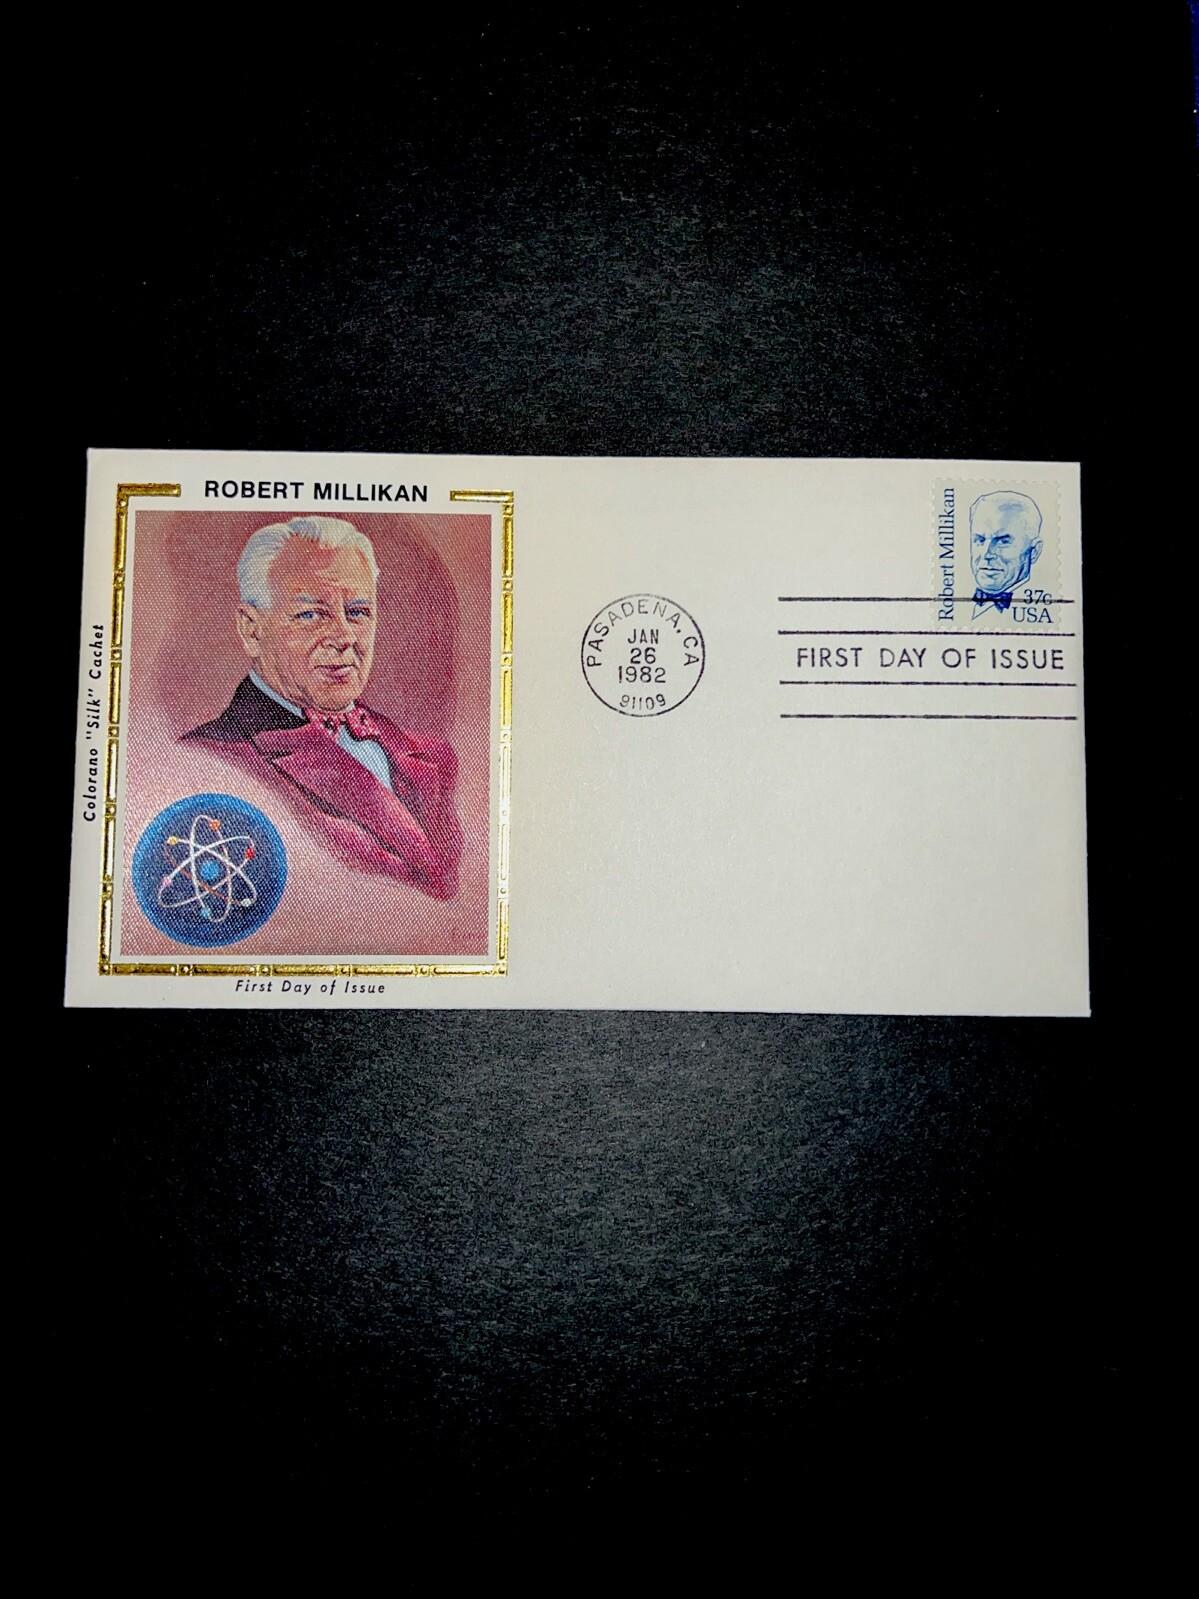 ROBERT MILLIKAN
Colorano "Silk" Cachet
First Day of Issue
PASADENA, CA
JAN
26
1982
91109
Robert Millikan
37c
USA
FIRST DAY OF ISSUE